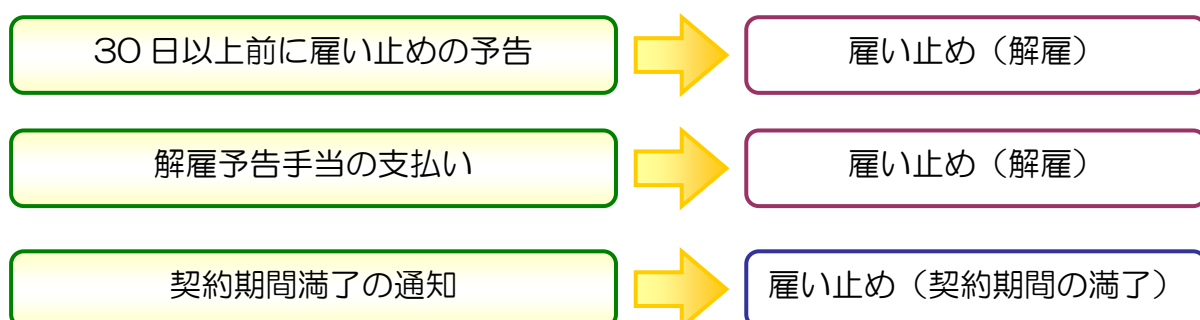 30日以上前に雇い止めの予告
雇い止め（解雇）
解雇予告手当の支払い
雇い止め（解雇）
契約期間満了の通知
雇い止め（契約期間の満了）